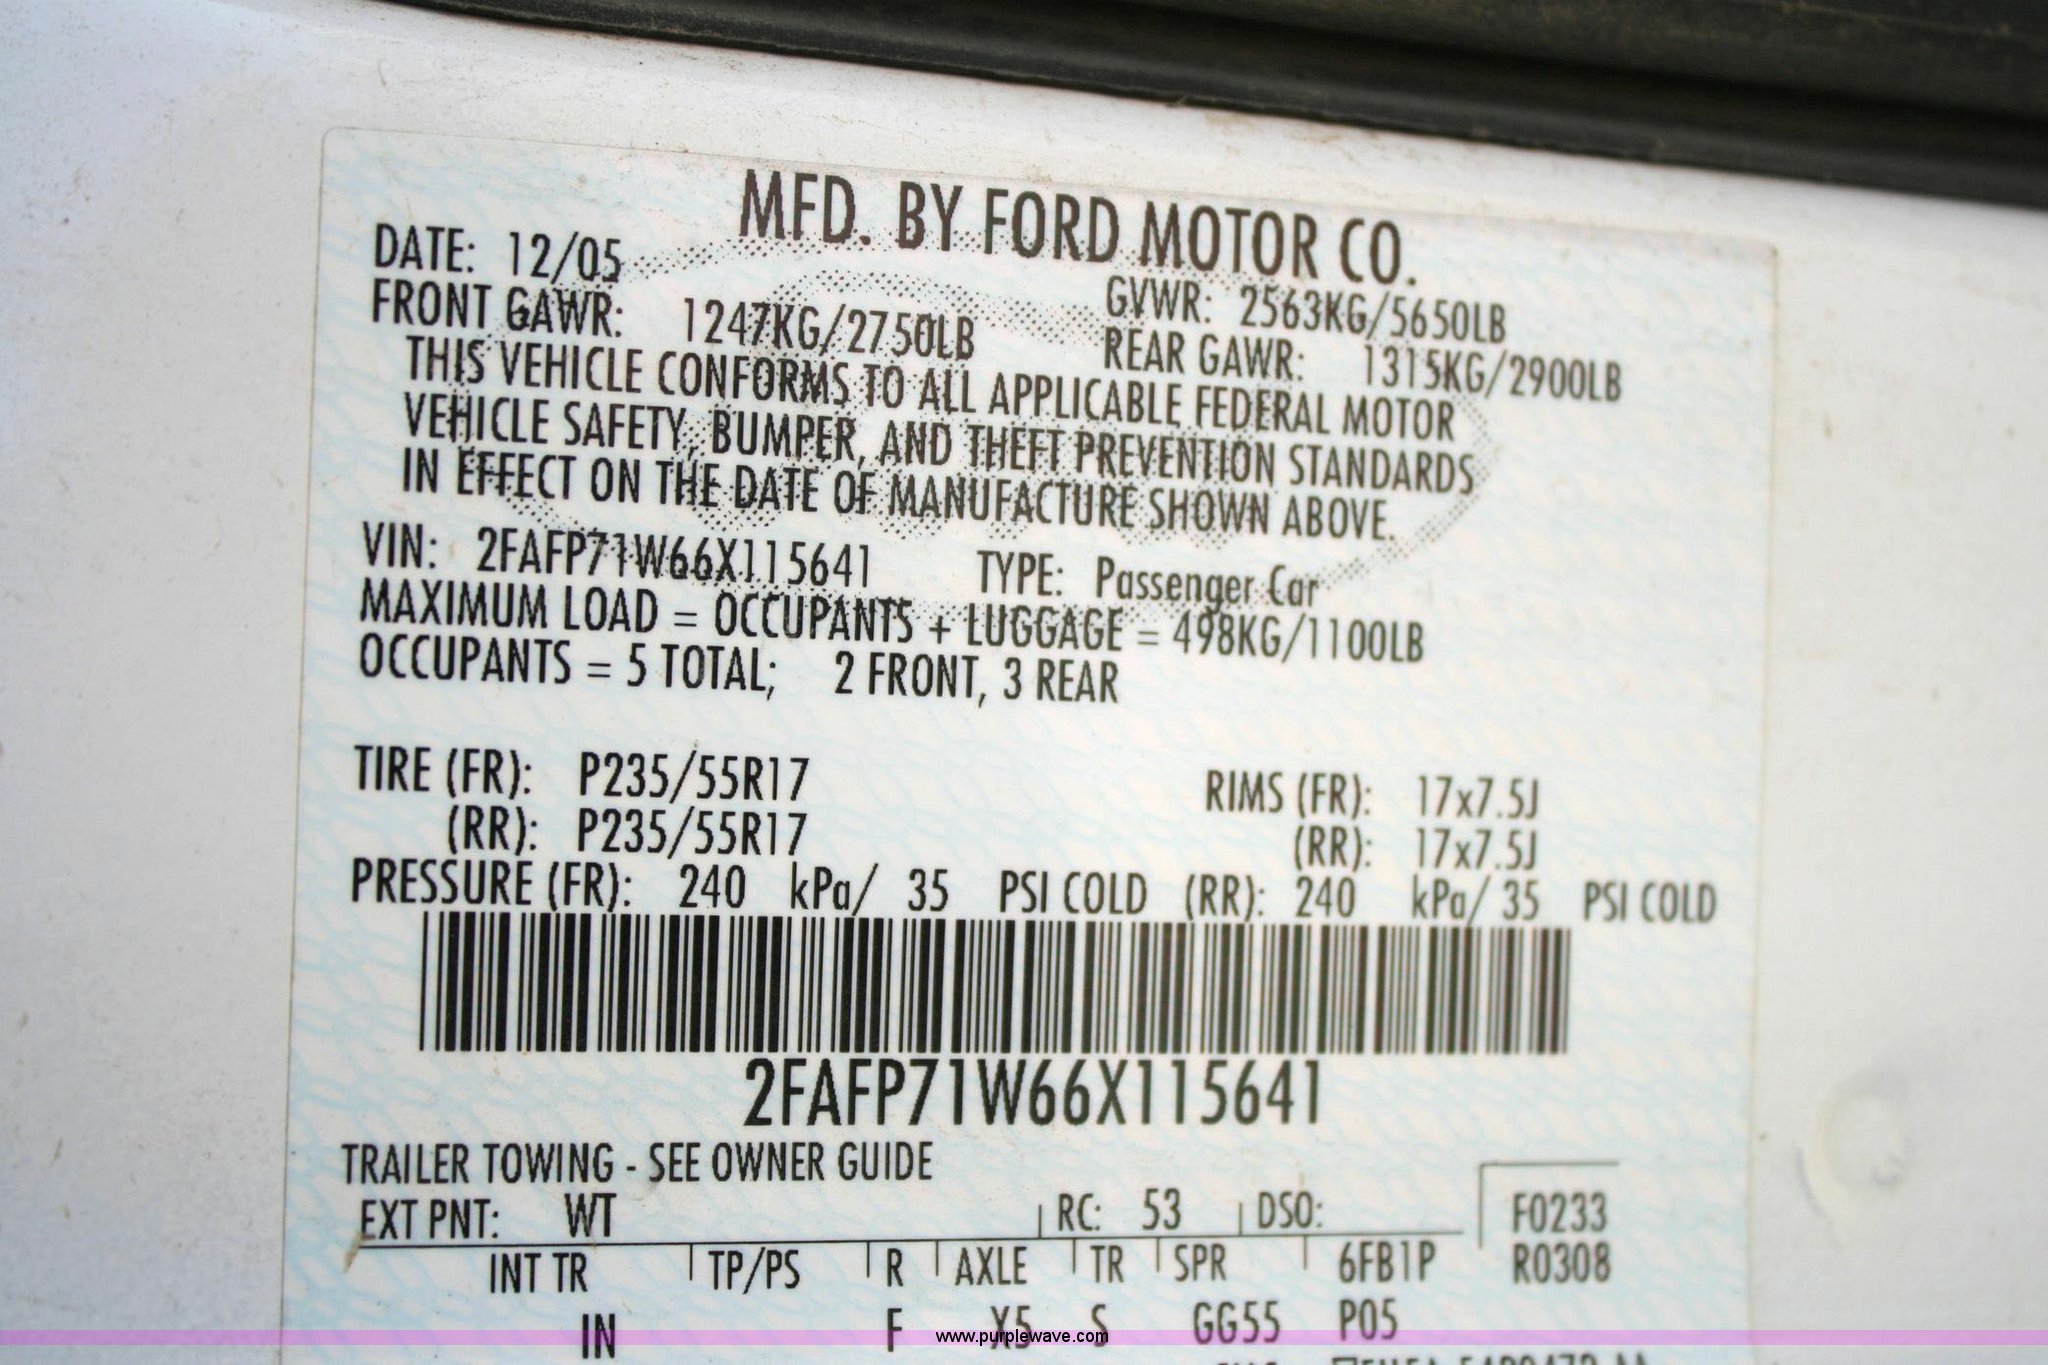 MFD. BY FORD MOTOR CO.
DATE: 12/05 GVWR: 2563KG/5650LB
FRONT GAWR: 1247KG/2750LB REAR GAWR: 1315KG/2900LB
THIS VEHICLE CONFORMS TO ALL APPLICABLE FEDERAL MOTOR
VEHICLE SAFETY, BUMPER, AND THEFT PREVENTION STANDARDS
IN EFFECT ON THE DATE OF MANUFACTURE SHOWN ABOVE.
VIN: 2FAFP71W66X115641 TYPE: Passenger Car
MAXIMUM LOAD = OCCUPANTS + LUGGAGE = 498KG/1100LB
OCCUPANTS = 5 TOTAL; 2 FRONT, 3 REAR
TIRE (FR): P235/55R17 RIMS (FR): 17x7.5J
(RR): P235/55R17 (RR): 17x7.5J
PRESSURE (FR): 240 kPa/ 35 PSI COLD (RR): 240 kPa/ 35 PSI COLD
2FAFP71W66X115641
TRAILER TOWING - SEE OWNER GUIDE
EXT PNT: WT RC: 53 DSO: F0233
INT TR TP/PS R AXLE TR SPR 6FB1P R0308
IN F X5 S GG55 P05
www.purplewave.com